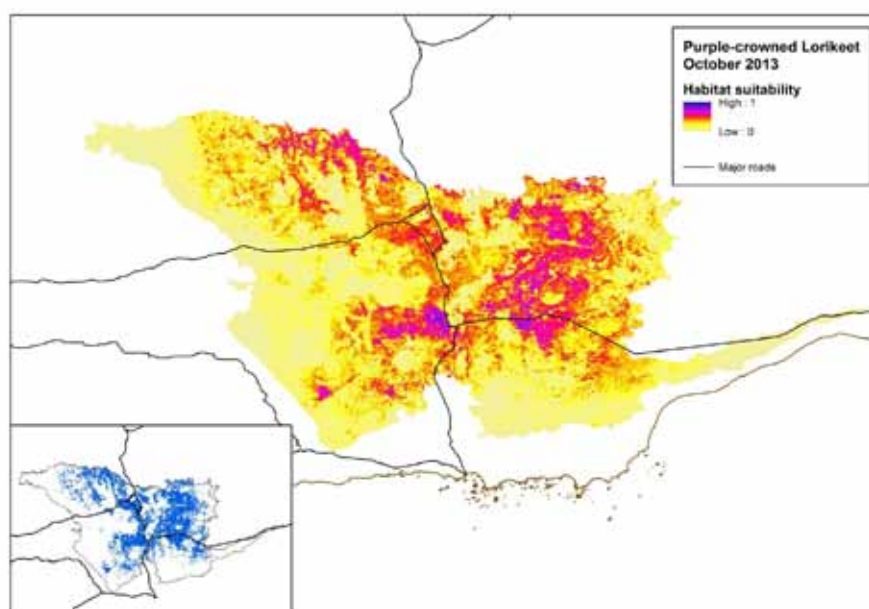 Purple-crowned Lorikeet
October 2013
Habitat suitability
High : 1
Low : 0
Major roads